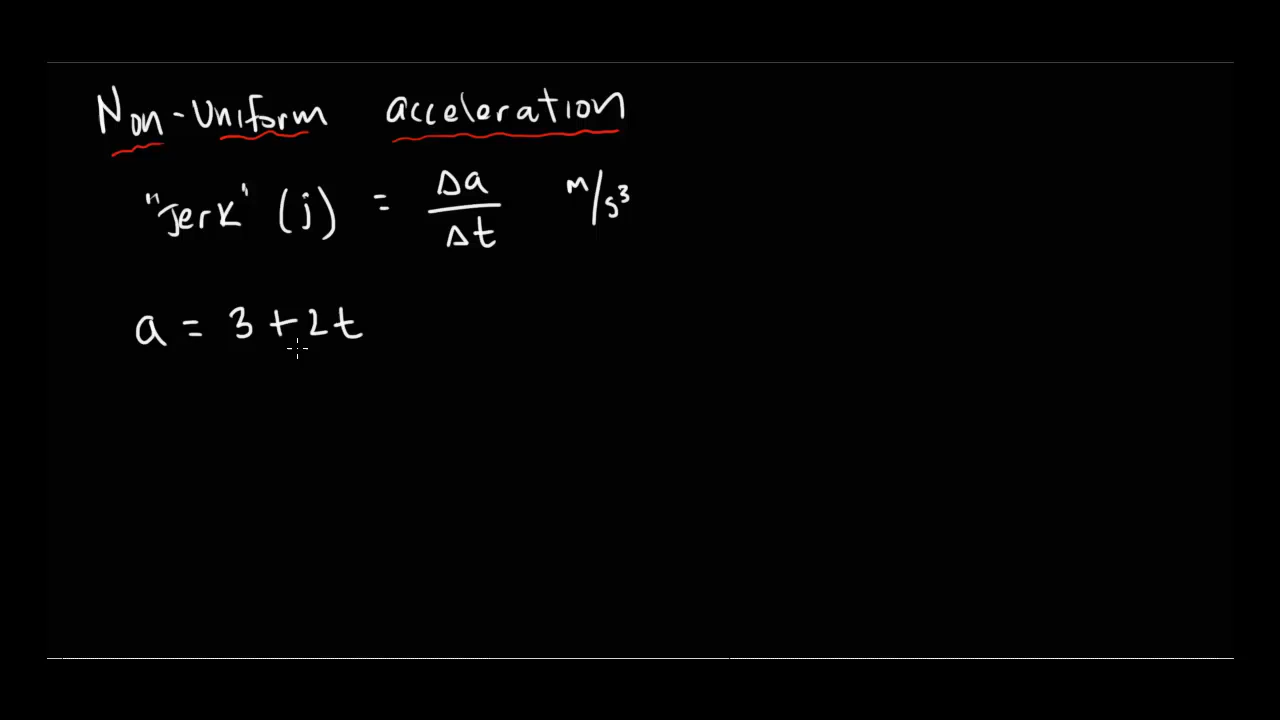 Non-Uniform acceleration
"Jerk" (j) = Δa/Δt m/s³
a = 3 + 2t